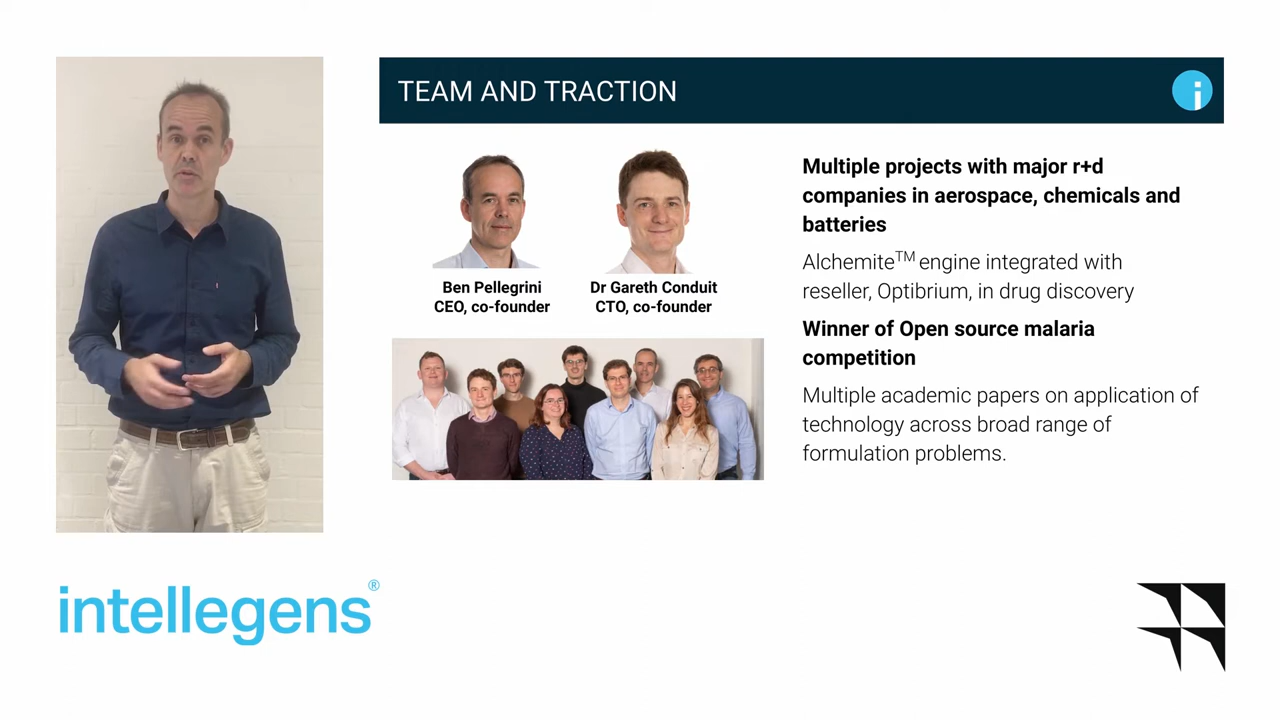 TEAM AND TRACTION
Ben Pellegrini
CEO, co-founder
Dr Gareth Conduit
CTO, co-founder
Multiple projects with major r+d
companies in aerospace, chemicals and
batteries
Alchemite™ engine integrated with
reseller, Optibrium, in drug discovery
Winner of Open source malaria
competition
Multiple academic papers on application of
technology across broad range of
formulation problems.
intellegens®